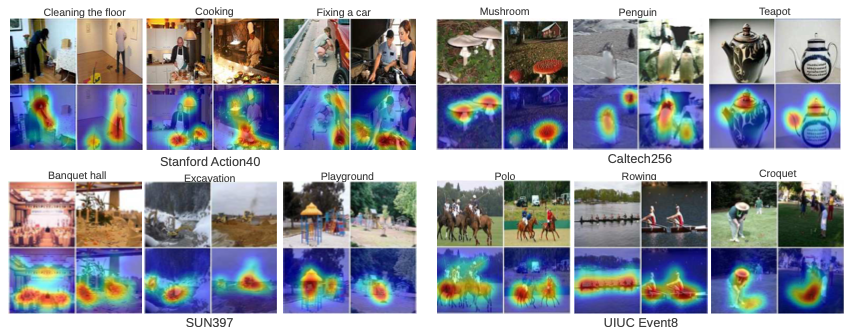 Cleaning the floor
Cooking
Fixing a car
Stanford Action40
Mushroom
Penguin
Teapot
Caltech256
Banquet hall
Excavation
Playground
SUN397
Polo
Rowing
Croquet
UIUC Event8